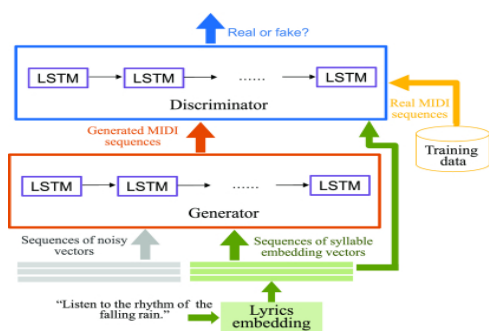 Real or fake?
LSTM LSTM ...... LSTM
Discriminator
Generated MIDI
sequences
Real MIDI
sequences
Training
data
LSTM LSTM ...... LSTM
Generator
Sequences of noisy
vectors
Sequences of syllable
embedding vectors
“Listen to the rhythm of the
falling rain.”
Lyrics
embedding